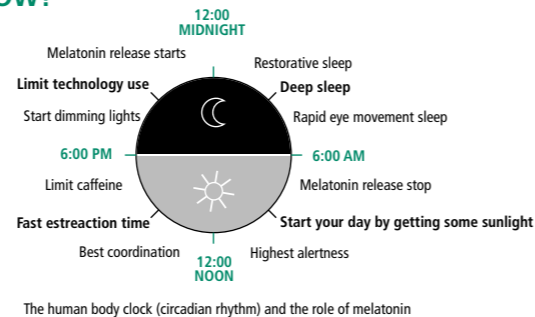 OW?
12:00
MIDNIGHT
Melatonin release starts
Restorative sleep
Limit technology use
Deep sleep
Start dimming lights
Rapid eye movement sleep
6:00 PM
6:00 AM
Limit caffeine
Melatonin release stop
Fast estreaction time
Start your day by getting some sunlight
Best coordination
Highest alertness
12:00
NOON
The human body clock (circadian rhythm) and the role of melatonin